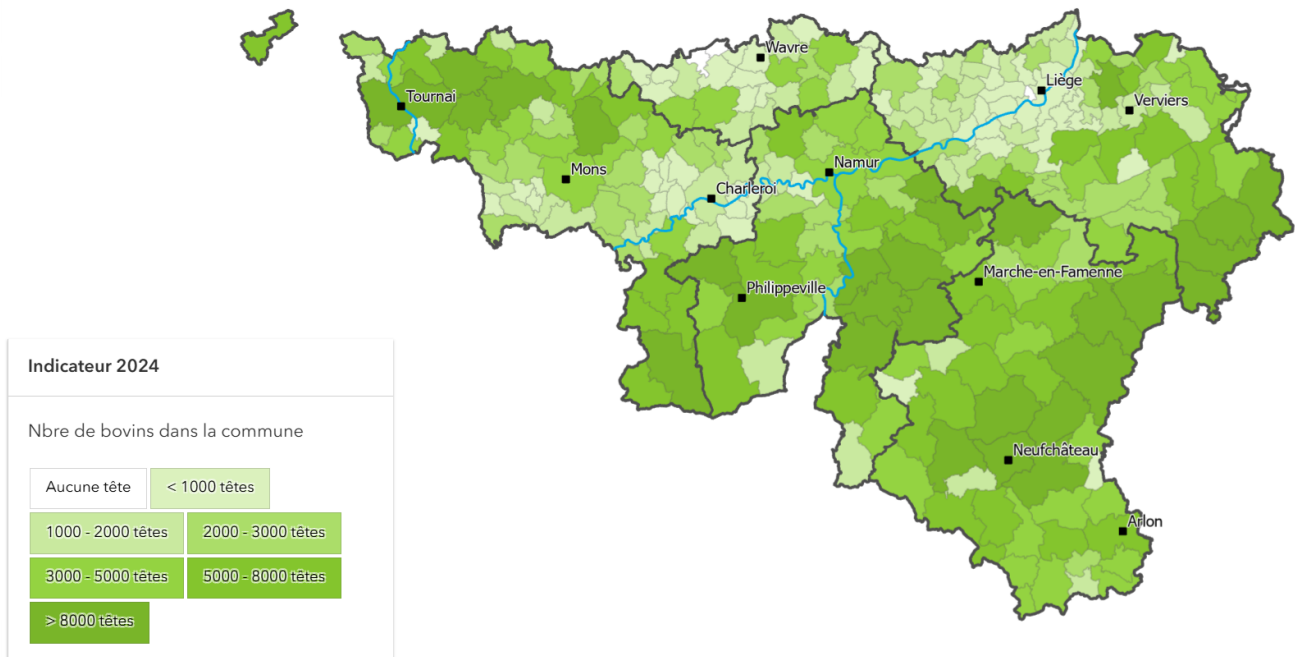 Wavre
Liège
Tournai
Verviers
Namur
Mons
Charleroi
Marche-en-Famenne
Philippeville
Indicateur 2024
Nbre de bovins dans la commune
Aucune tête
< 1000 têtes
1000 - 2000 têtes
2000 - 3000 têtes
3000 - 5000 têtes
5000 - 8000 têtes
> 8000 têtes
Neufchâteau
Arlon